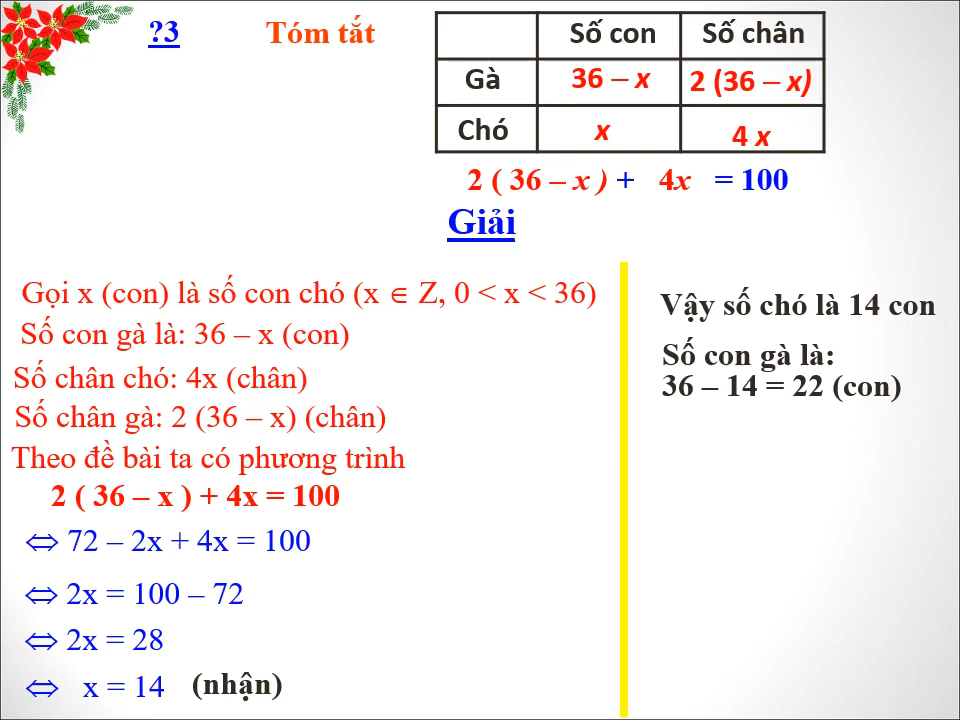 ?3 Tóm tắt
Số con Số chân
Gà 36 – x 2 (36 – x)
Chó x 4 x
2 ( 36 – x ) + 4x = 100
Giải
Gọi x (con) là số con chó (x ∈ Z, 0 < x < 36)
Số con gà là: 36 – x (con)
Số chân chó: 4x (chân)
Số chân gà: 2 (36 – x) (chân)
Theo đề bài ta có phương trình
2 ( 36 – x ) + 4x = 100
⇔ 72 – 2x + 4x = 100
⇔ 2x = 100 – 72
⇔ 2x = 28
⇔ x = 14 (nhận)
Vậy số chó là 14 con
Số con gà là:
36 – 14 = 22 (con)